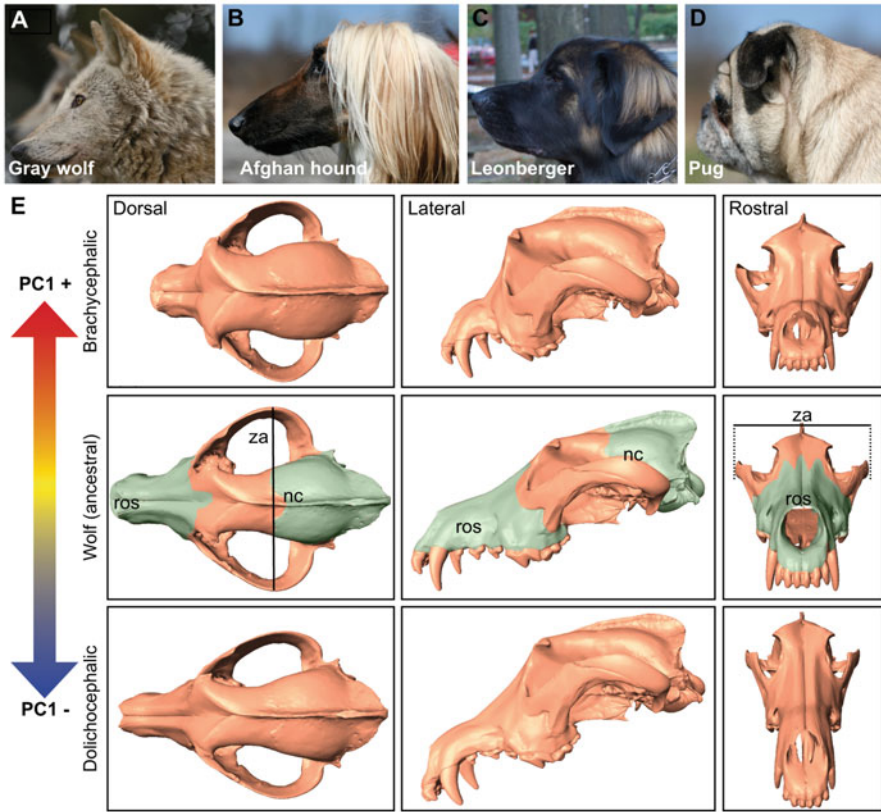 A
B
C
D
Gray wolf
Afghan hound
Leonberger
Pug
E
Dorsal
Lateral
Rostral
PC1 +
Brachycephalic
za
ros
nc
ros
nc
za
ros
Wolf (ancestral)
PC1 -
Dolichocephalic